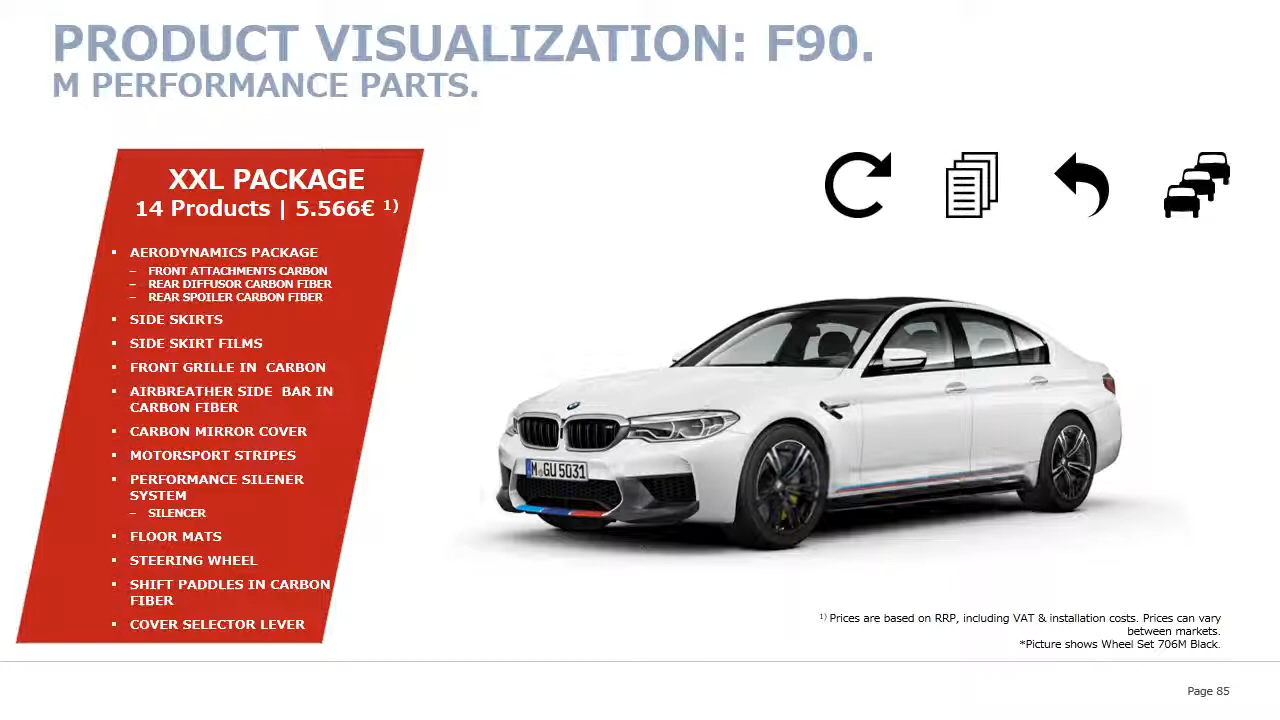 PRODUCT VISUALIZATION: F90.
M PERFORMANCE PARTS.
XXL PACKAGE
14 Products | 5.566€ 1)
▪ AERODYNAMICS PACKAGE
– FRONT ATTACHMENTS CARBON
– REAR DIFFUSOR CARBON FIBER
– REAR SPOILER CARBON FIBER
▪ SIDE SKIRTS
▪ SIDE SKIRT FILMS
▪ FRONT GRILLE IN CARBON
▪ AIRBREATHER SIDE BAR IN
CARBON FIBER
▪ CARBON MIRROR COVER
▪ MOTORSPORT STRIPES
▪ PERFORMANCE SILENER
SYSTEM
– SILENCER
▪ FLOOR MATS
▪ STEERING WHEEL
▪ SHIFT PADDLES IN CARBON
FIBER
▪ COVER SELECTOR LEVER
M GU 5031
1) Prices are based on RRP, including VAT & installation costs. Prices can vary
between markets.
*Picture shows Wheel Set 706M Black.
Page 85